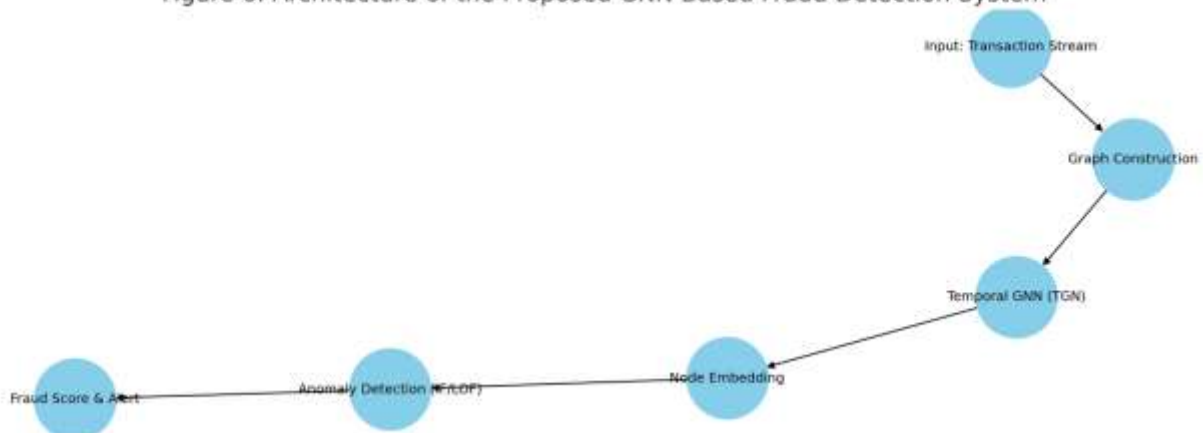 Architecture of the Proposed GNN-Based Fraud Detection System
Input: Transaction Stream
Graph Construction
Temporal GNN (TGN)
Node Embedding
Anomaly Detection (IF/LOF)
Fraud Score & Alert